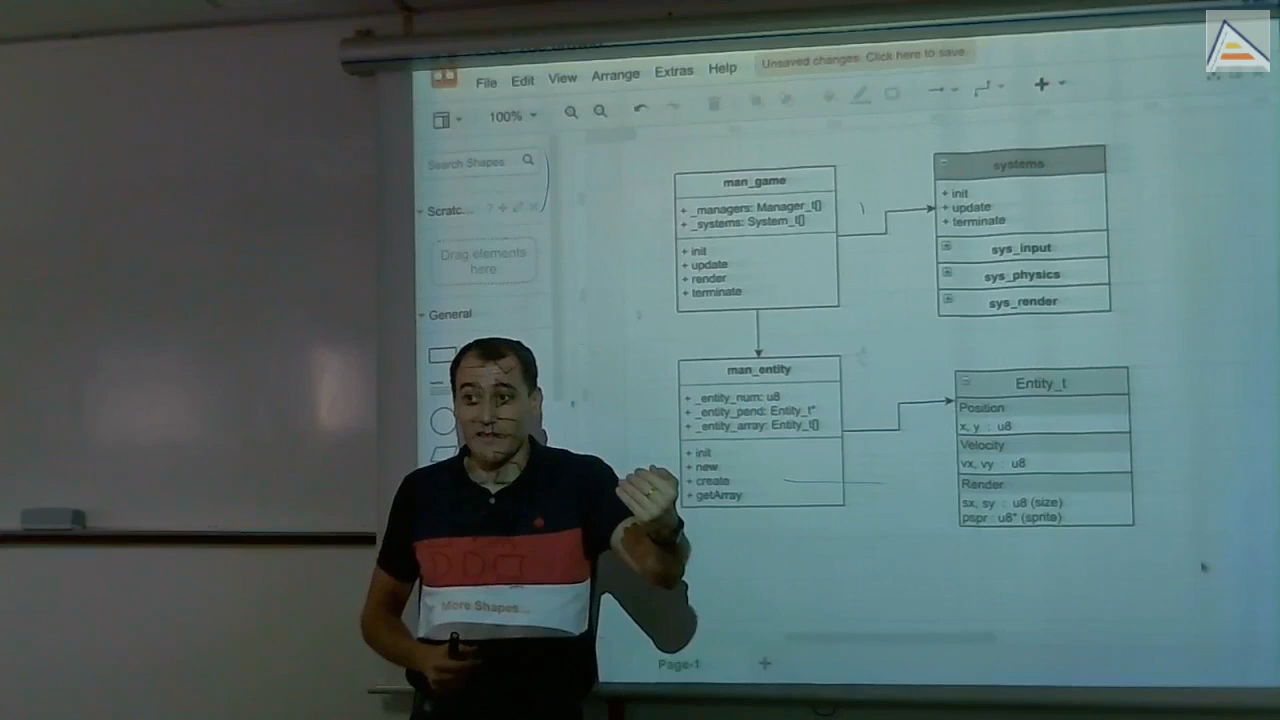 File Edit View Arrange Extras Help Unsaved changes. Click here to save.
100%
Search Shapes
Scratc...
Drag elements
here
General
More Shapes...
man_game
+ _managers: Manager_t[]
+ _systems: System_t[]
+ init
+ update
+ render
+ terminate
systems
+ init
+ update
+ terminate
sys_input
sys_physics
sys_render
man_entity
+ _entity_num: u8
+ _entity_pend: Entity_t*
+ _entity_array: Entity_t[]
+ init
+ new
+ create
+ getArray
Entity_t
Position
x, y : u8
Velocity
vx, vy : u8
Render
sx, sy : u8 (size)
pspr : u8* (sprite)
Page-1